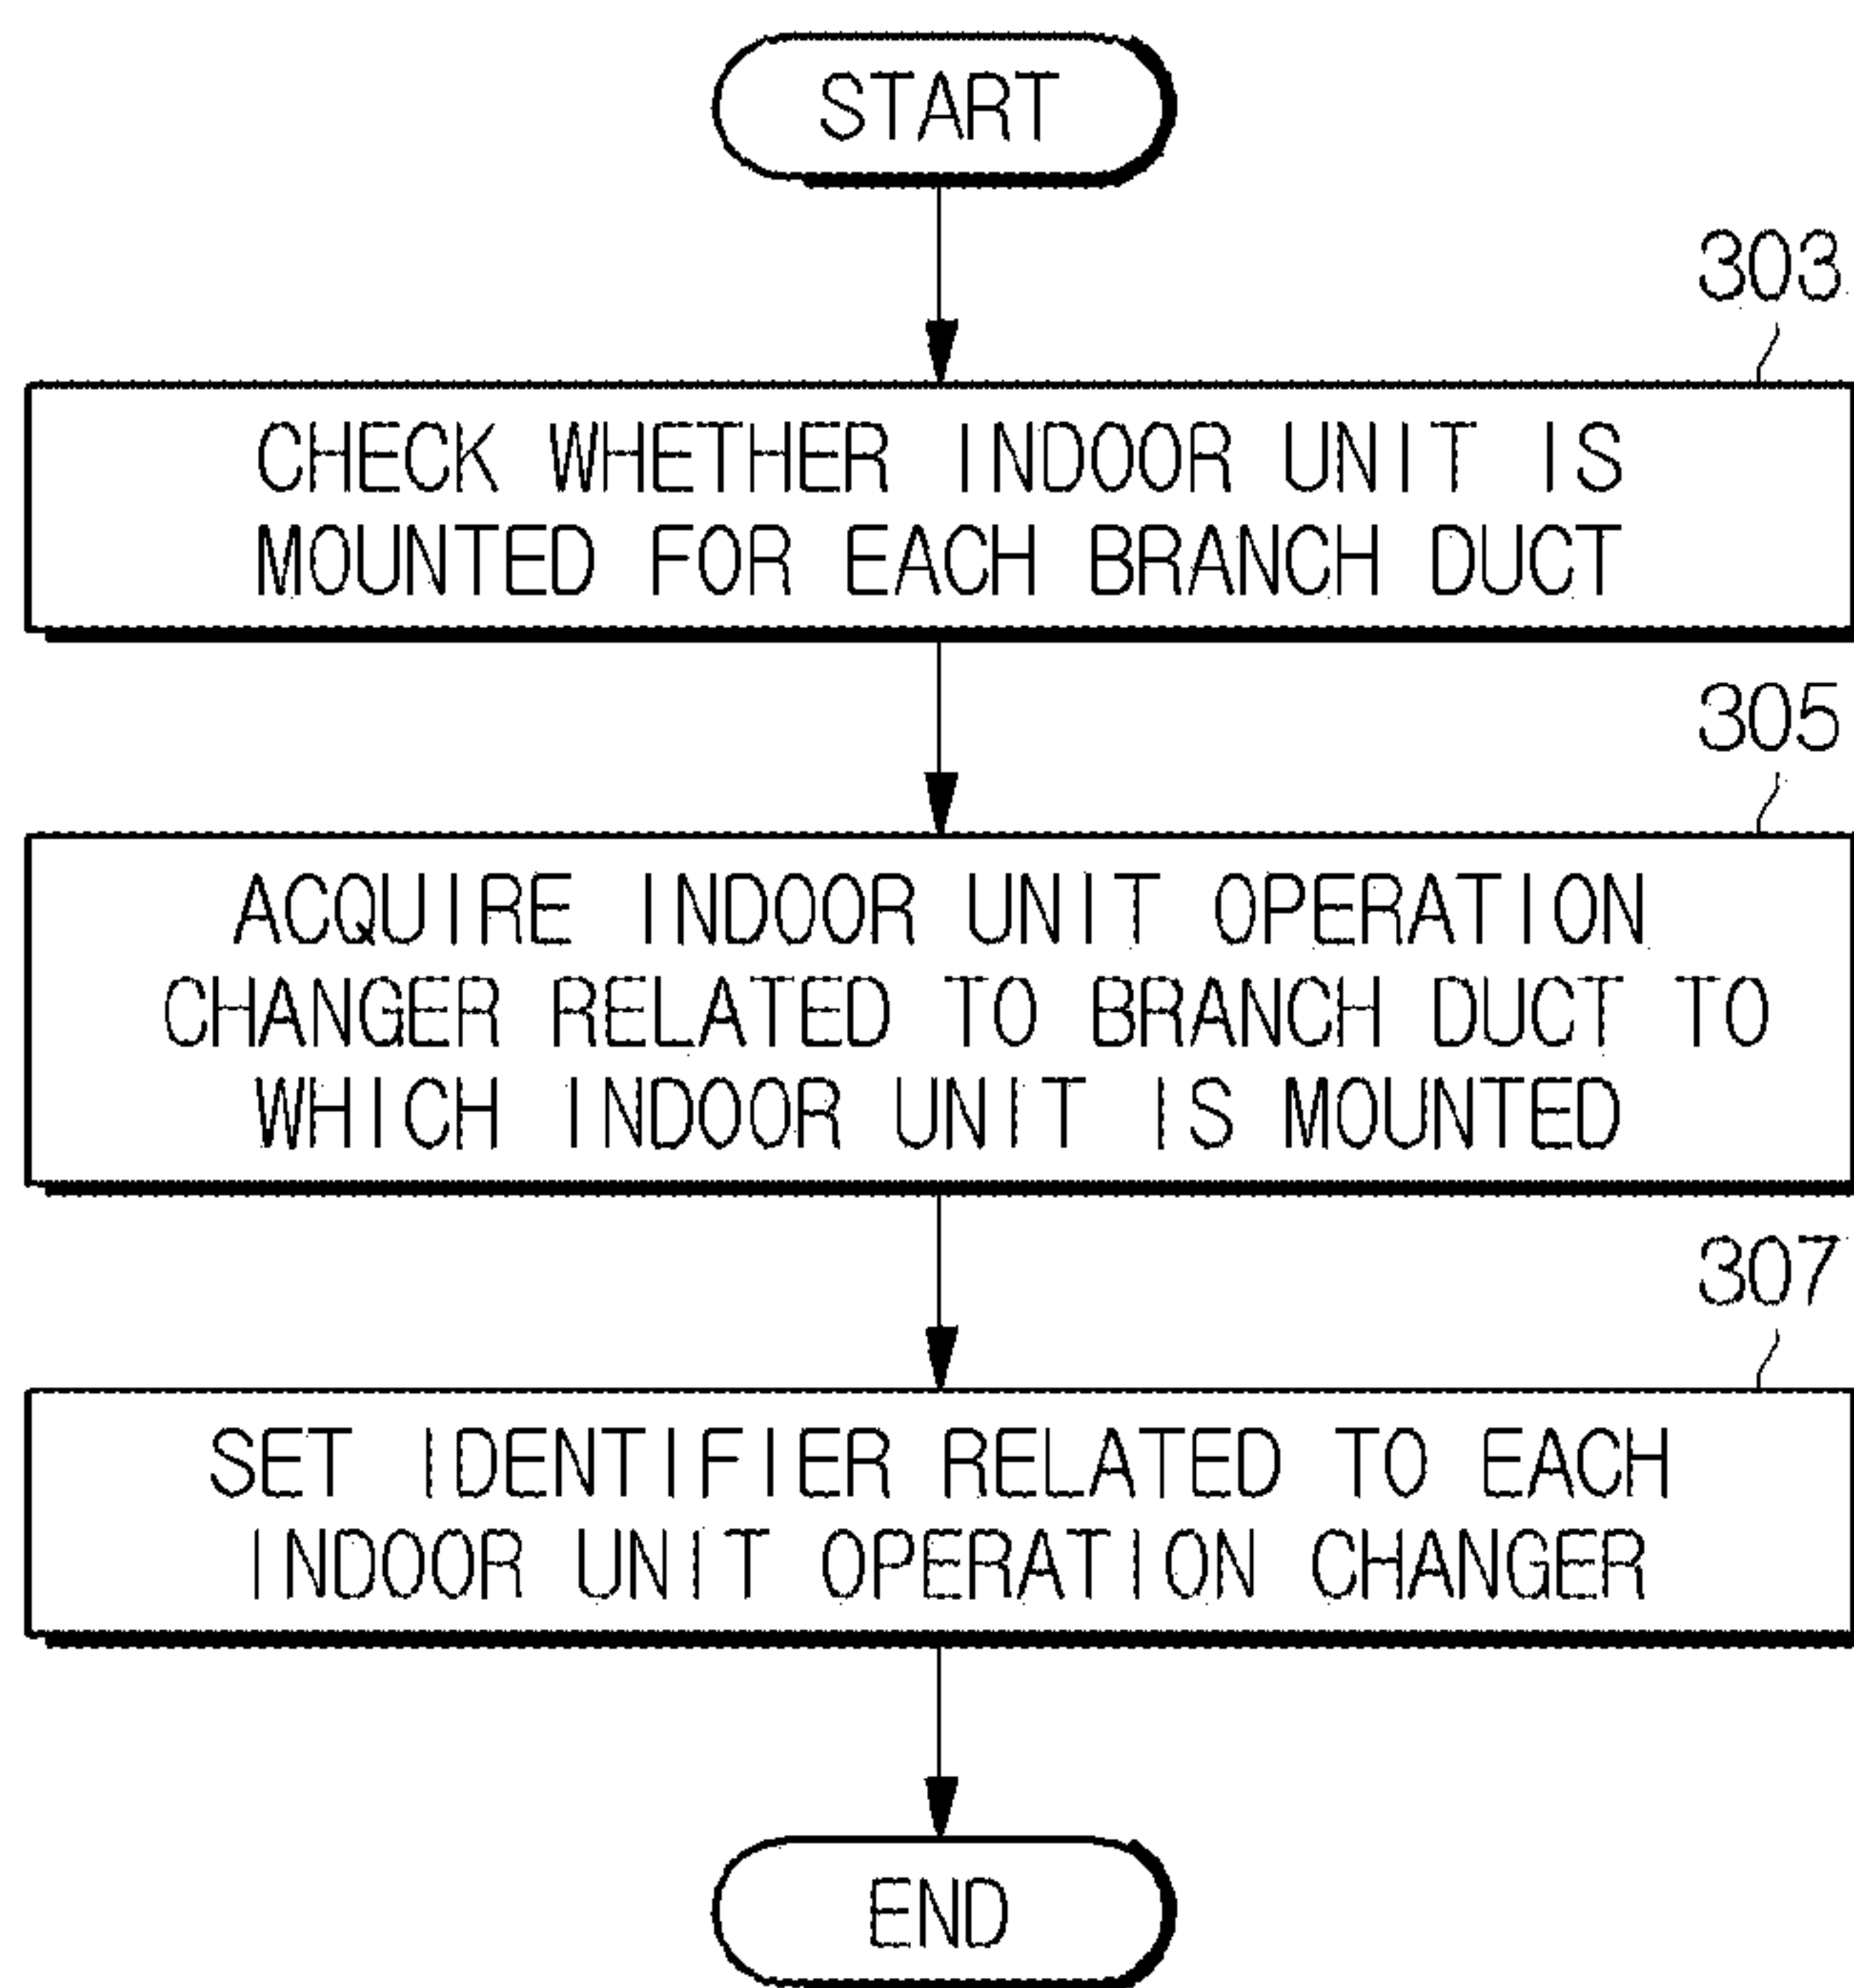 START
303
CHECK WHETHER INDOOR UNIT IS
MOUNTED FOR EACH BRANCH DUCT
305
ACQUIRE INDOOR UNIT OPERATION
CHANGER RELATED TO BRANCH DUCT TO
WHICH INDOOR UNIT IS MOUNTED
307
SET IDENTIFIER RELATED TO EACH
INDOOR UNIT OPERATION CHANGER
END